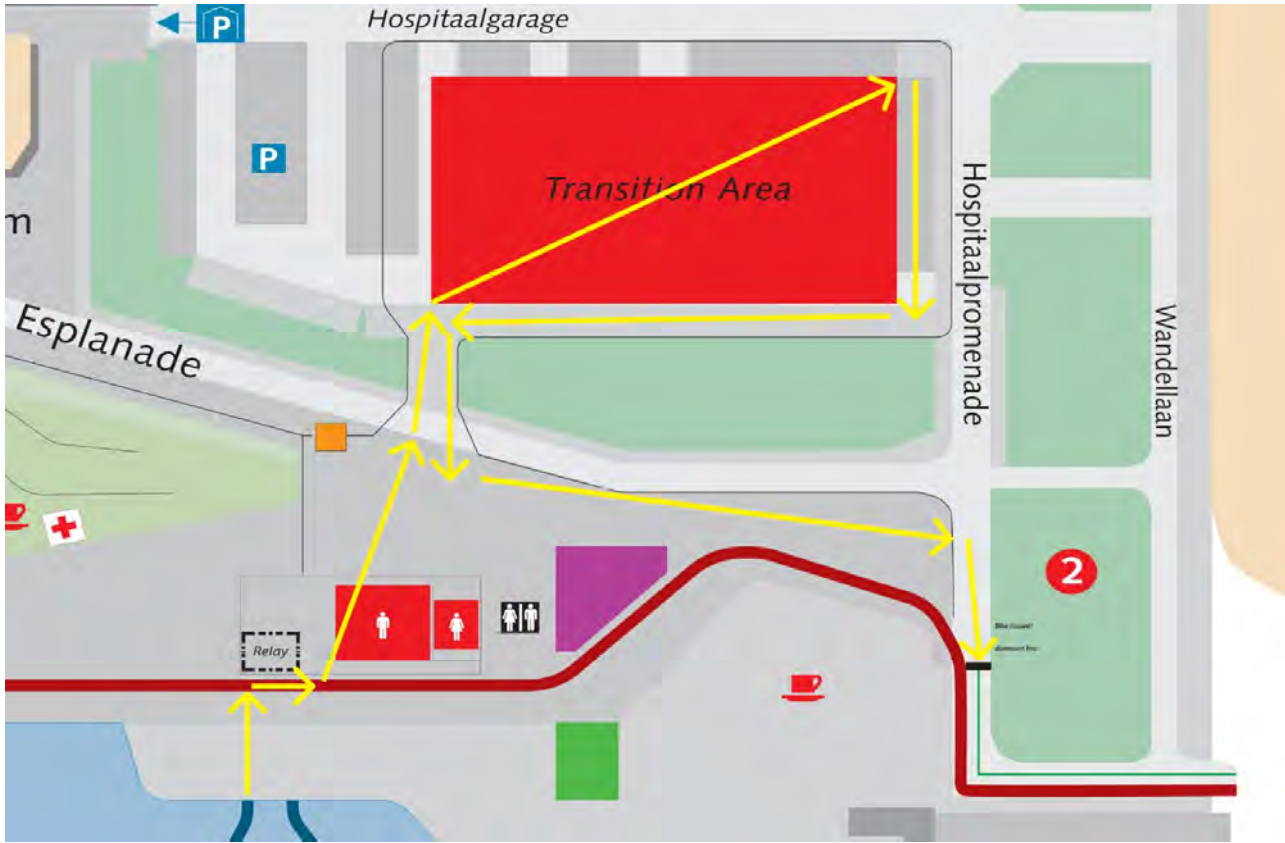 P
Hospitaalgarage
P
Transition Area
m
Hospitaalpromenade
Esplanade
Wandellaan
2
Relay